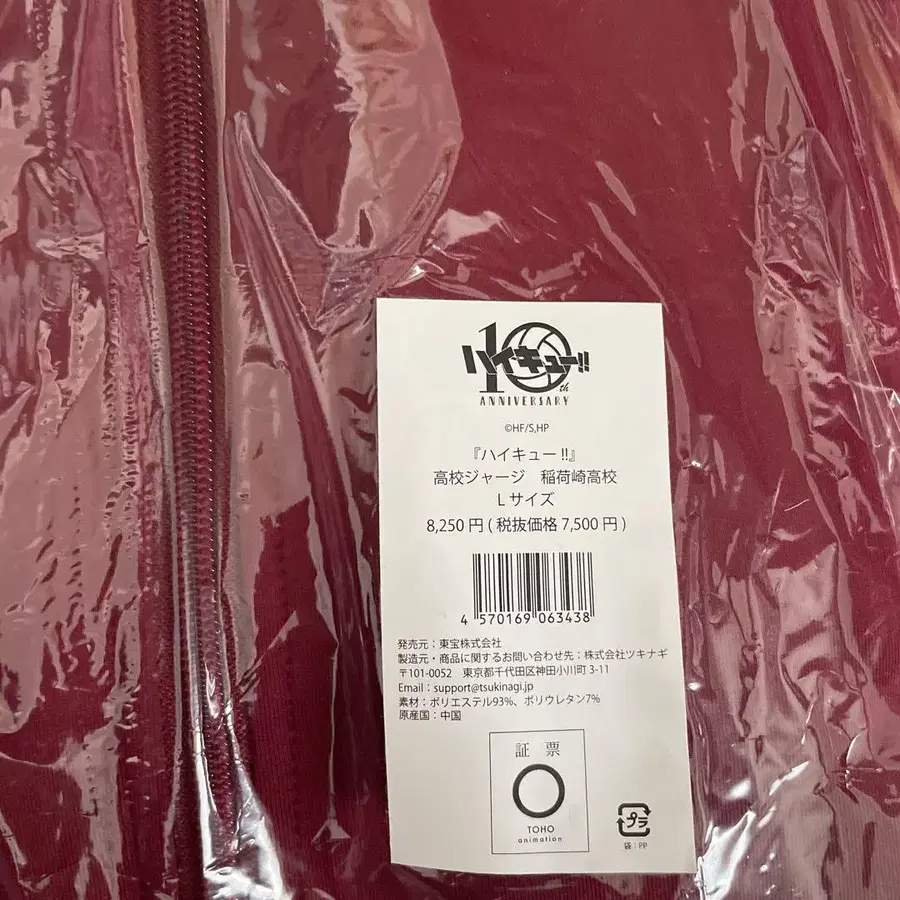 10th
ハイキュー!!
ANNIVERSARY
©HF/S,HP
『ハイキュー!!』
高校ジャージ　稲荷崎高校
Lサイズ
8,250円(税抜価格7,500円)
4 570169 063438
発売元：東宝株式会社
製造元・商品に関するお問い合わせ先：株式会社ツキナギ
〒101-0052　東京都千代田区神田小川町3-11
Email：support@tsukinagi.jp
素材：ポリエステル93%、ポリウレタン7%
原産国：中国
証票
TOHO
animation
プラ
袋：PP